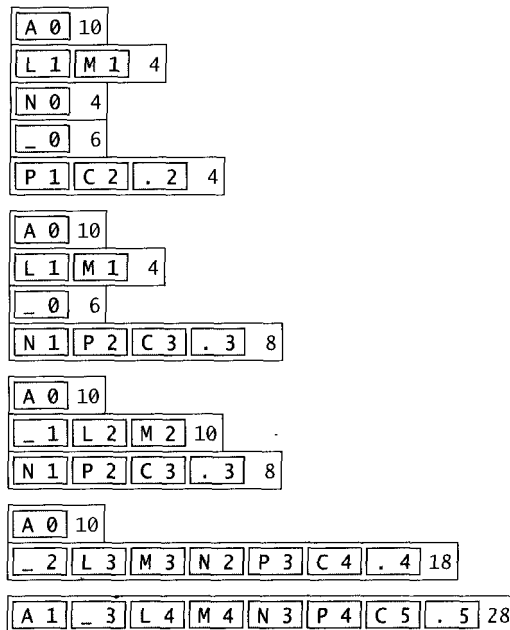 A 0 10
L 1 M 1 4
N 0 4
_ 0 6
P 1 C 2 . 2 4
A 0 10
L 1 M 1 4
_ 0 6
N 1 P 2 C 3 . 3 8
A 0 10
_ 1 L 2 M 2 10
N 1 P 2 C 3 . 3 8
A 0 10
_ 2 L 3 M 3 N 2 P 3 C 4 . 4 18
A 1 _ 3 L 4 M 4 N 3 P 4 C 5 . 5 28